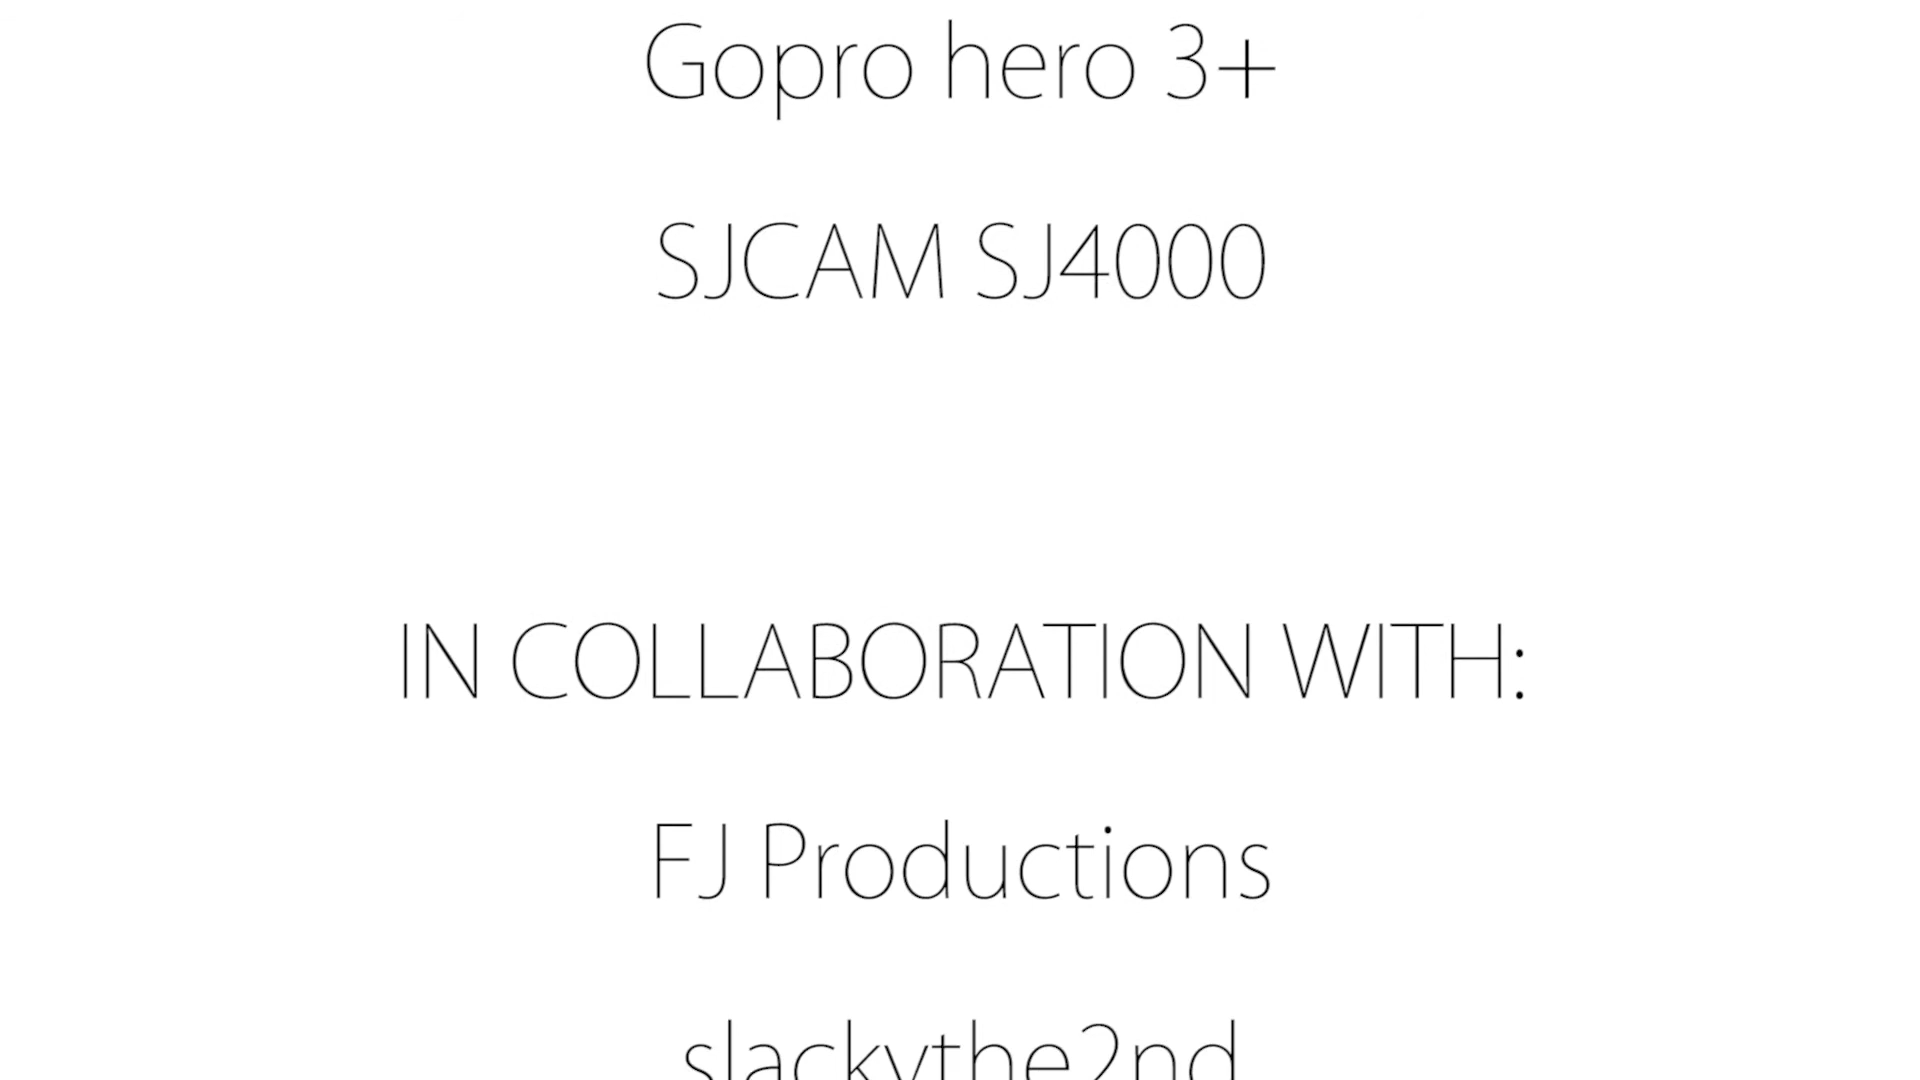 Gopro hero 3+
SJCAM SJ4000
IN COLLABORATION WITH:
FJ Productions
slackythe2nd